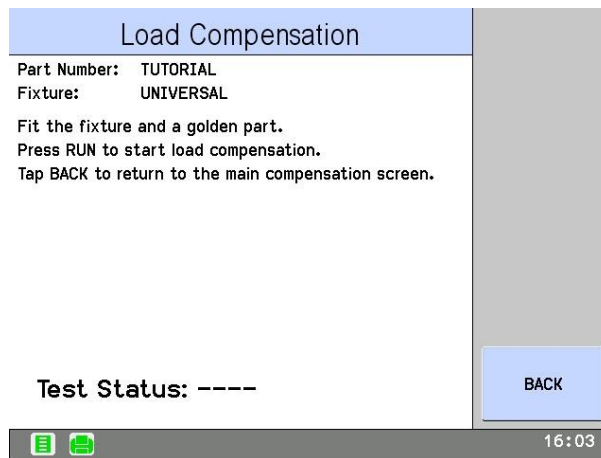 Load Compensation
Part Number: TUTORIAL
Fixture: UNIVERSAL
Fit the fixture and a golden part.
Press RUN to start load compensation.
Tap BACK to return to the main compensation screen.
Test Status: ----
BACK
16:03